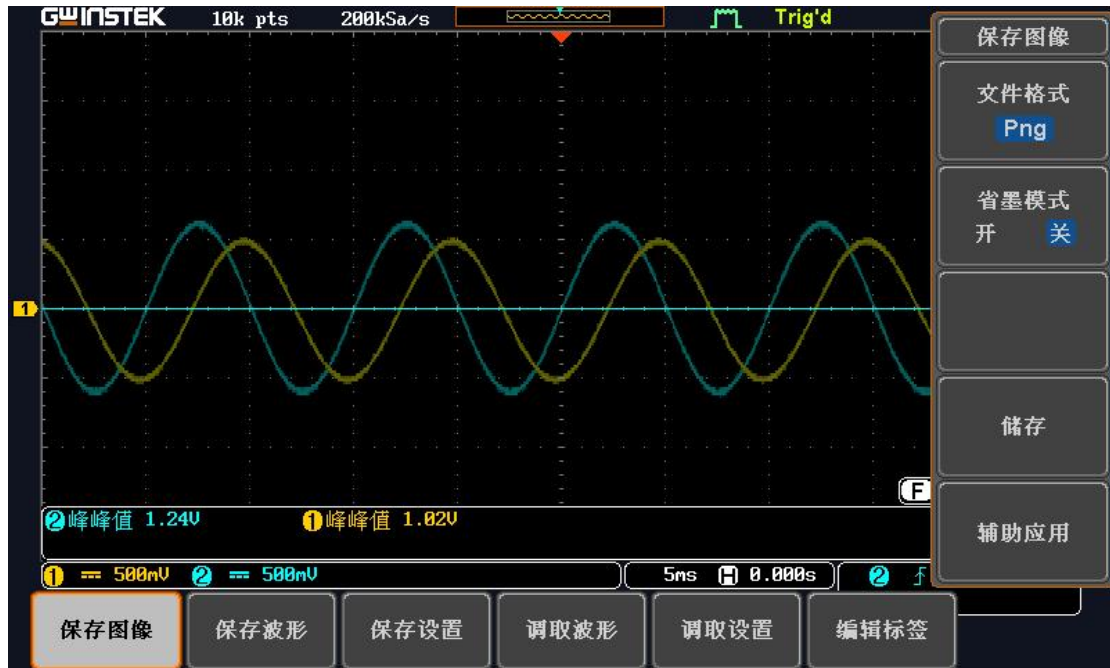 GWINSTEK 10k pts 200kSa/s Trig'd
保存图像
文件格式
Png
省墨模式
开 关
1
储存
F
2 峰峰值 1.24V 1 峰峰值 1.02V
辅助应用
1 500mV 2 500mV 5ms H 0.000s 2
保存图像 保存波形 保存设置 调取波形 调取设置 编辑标签